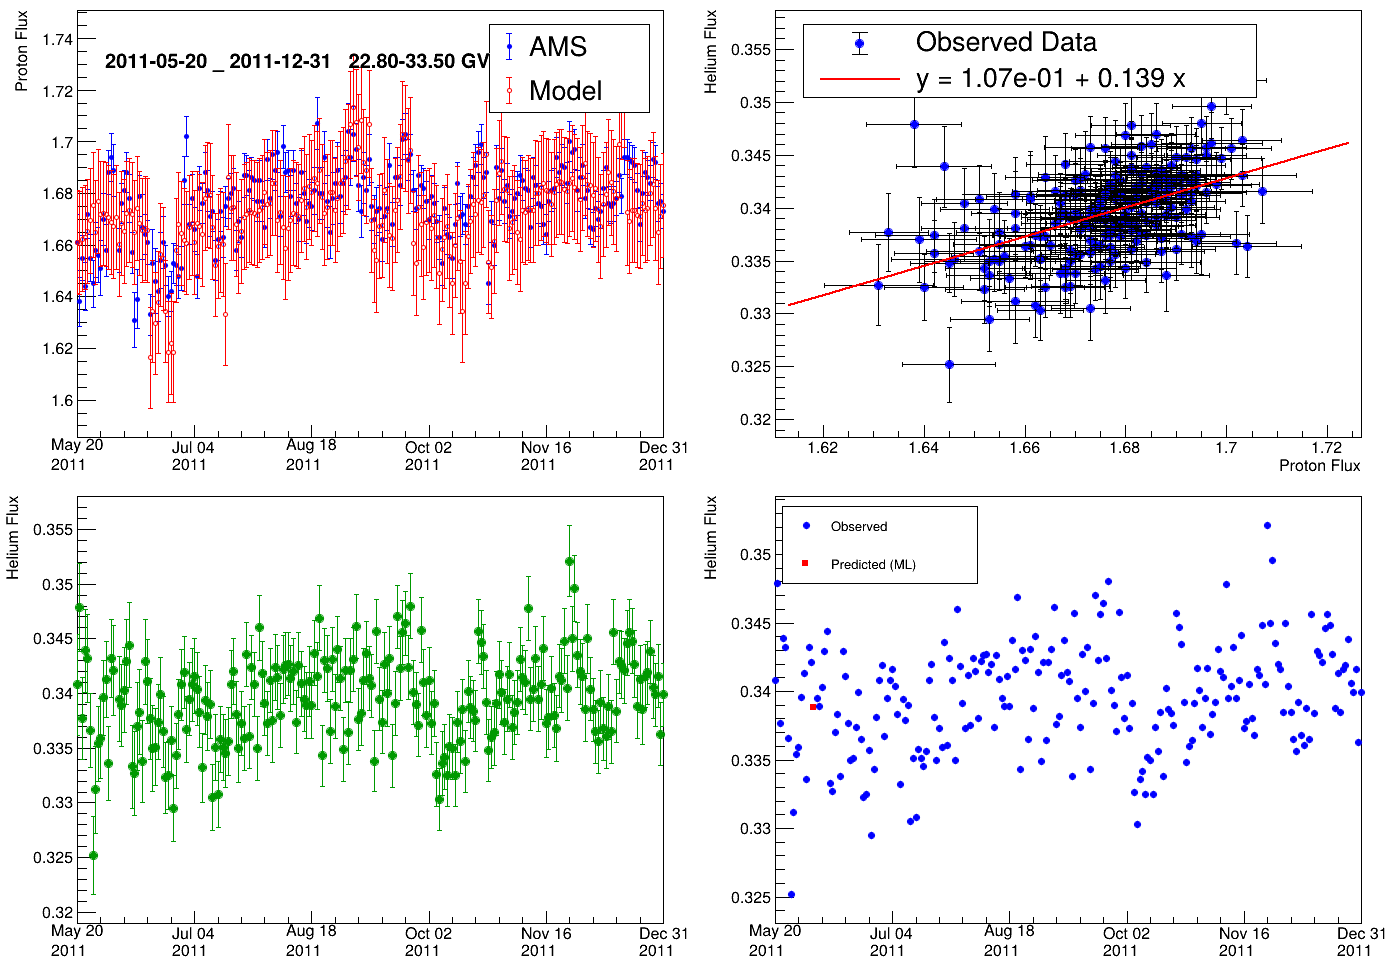 Proton Flux
1.74
1.72
1.7
1.68
1.66
1.64
1.62
1.6
2011-05-20 _ 2011-12-31 22.80-33.50 GV
AMS
Model
May 20 2011
Jul 04 2011
Aug 18 2011
Oct 02 2011
Nov 16 2011
Dec 31 2011
Helium Flux
0.355
0.35
0.345
0.34
0.335
0.33
0.325
0.32
Observed Data
y = 1.07e-01 + 0.139 x
1.62
1.64
1.66
1.68
1.7
1.72
Proton Flux
Helium Flux
0.355
0.35
0.345
0.34
0.335
0.33
0.325
0.32
May 20 2011
Jul 04 2011
Aug 18 2011
Oct 02 2011
Nov 16 2011
Dec 31 2011
Helium Flux
0.35
0.345
0.34
0.335
0.33
0.325
Observed
Predicted (ML)
May 20 2011
Jul 04 2011
Aug 18 2011
Oct 02 2011
Nov 16 2011
Dec 31 2011